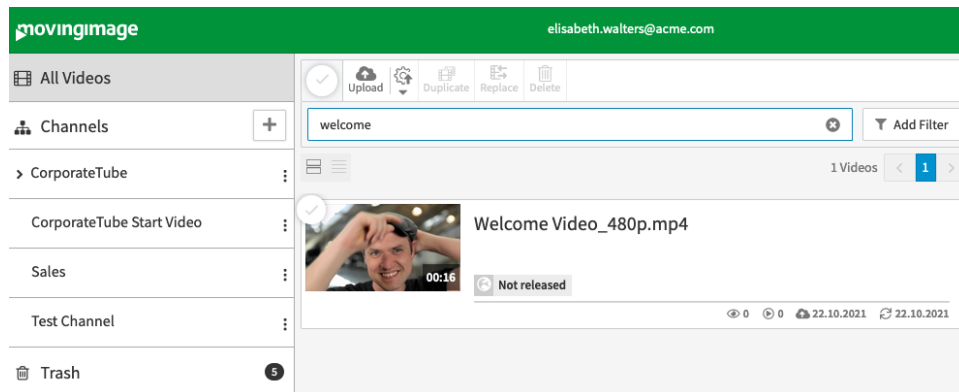 movingimage
elisabeth.walters@acme.com
All Videos
Upload
Duplicate
Replace
Delete
Channels
welcome
Add Filter
CorporateTube
1 Videos
1
CorporateTube Start Video
Welcome Video_480p.mp4
Sales
00:16
Not released
Test Channel
0 0 22.10.2021 22.10.2021
Trash
5